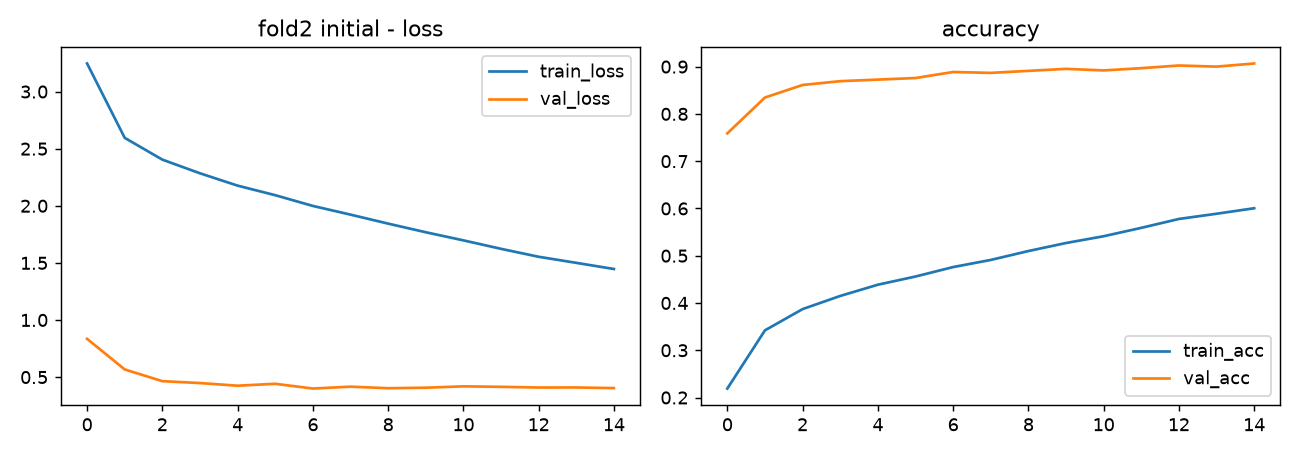 fold2 initial - loss
train_loss
val_loss
3.0
2.5
2.0
1.5
1.0
0.5
0 2 4 6 8 10 12 14
accuracy
0.9
0.8
0.7
0.6
0.5
0.4
0.3
0.2
train_acc
val_acc
0 2 4 6 8 10 12 14